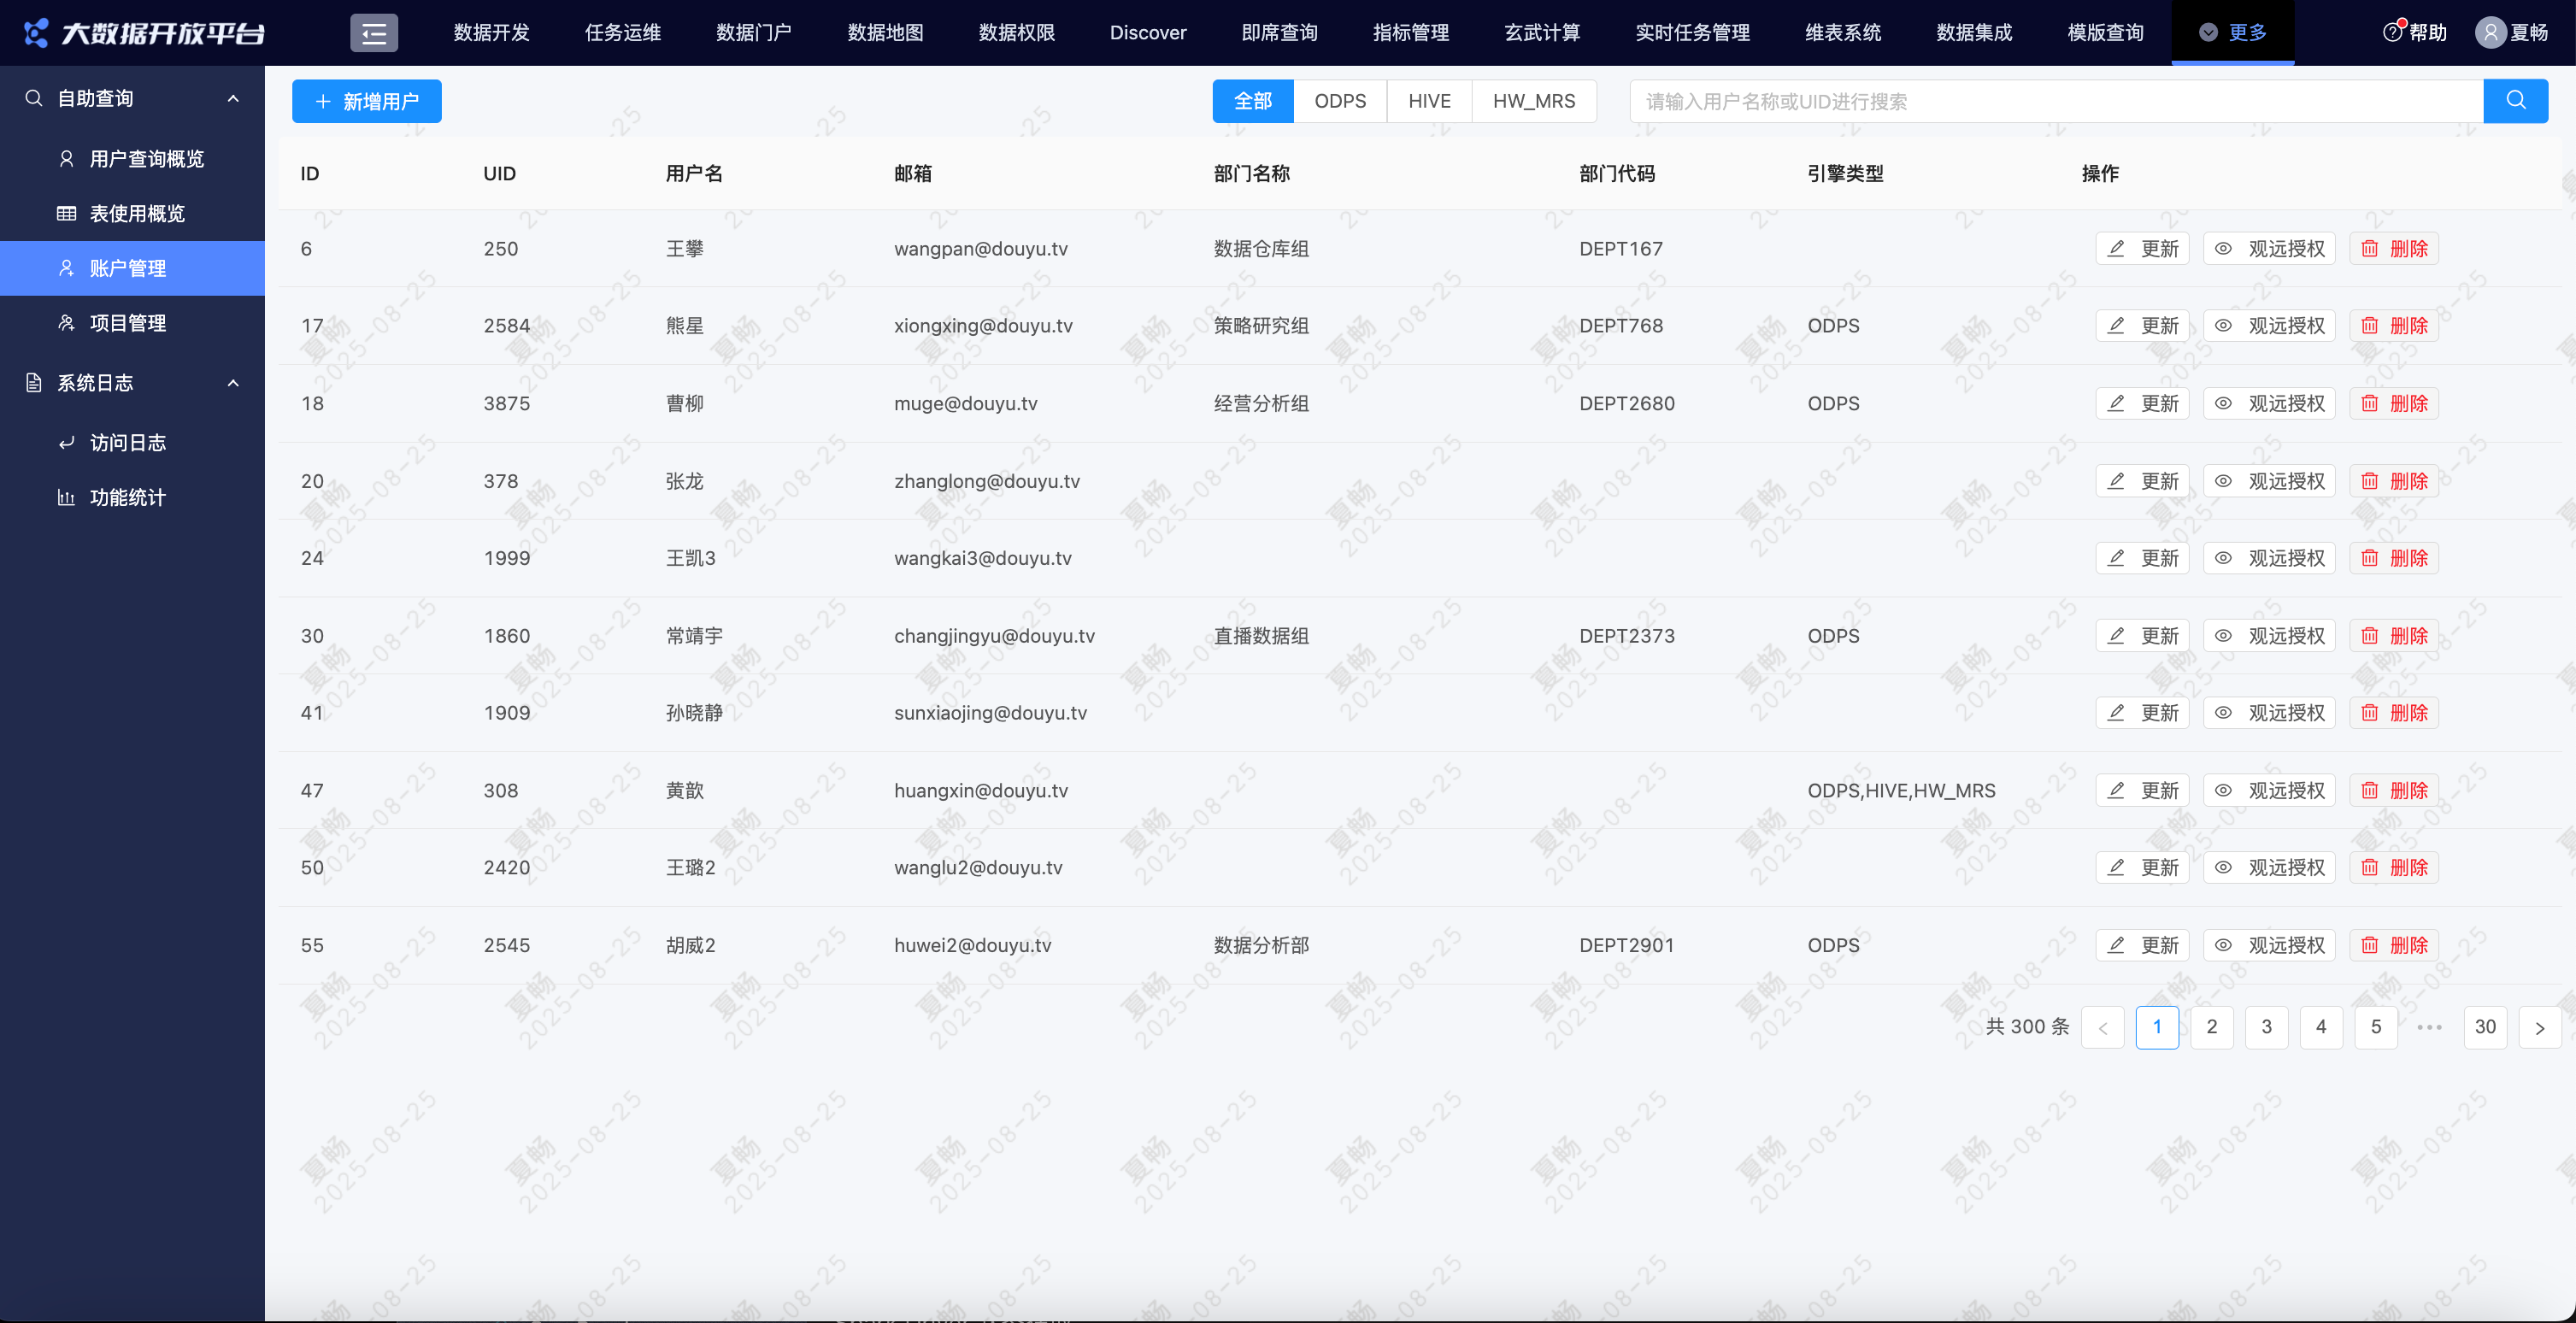 大数据开放平台 数据开发 任务运维 数据门户 数据地图 数据权限 Discover 即席查询 指标管理 玄武计算 实时任务管理 维表系统 数据集成 模版查询 更多 帮助 夏畅
自助查询
用户查询概览
表使用概览
账户管理
项目管理
系统日志
访问日志
功能统计
新增用户 全部 ODPS HIVE HW_MRS 请输入用户名称或UID进行搜索
ID UID 用户名 邮箱 部门名称 部门代码 引擎类型 操作
6 250 王攀 wangpan@douyu.tv 数据仓库组 DEPT167 更新 观远授权 删除
17 2584 熊星 xiongxing@douyu.tv 策略研究组 DEPT768 ODPS 更新 观远授权 删除
18 3875 曹柳 muge@douyu.tv 经营分析组 DEPT2680 ODPS 更新 观远授权 删除
20 378 张龙 zhanglong@douyu.tv 更新 观远授权 删除
24 1999 王凯3 wangkai3@douyu.tv 更新 观远授权 删除
30 1860 常靖宇 changjingyu@douyu.tv 直播数据组 DEPT2373 ODPS 更新 观远授权 删除
41 1909 孙晓静 sunxiaojing@douyu.tv 更新 观远授权 删除
47 308 黄歆 huangxin@douyu.tv ODPS,HIVE,HW_MRS 更新 观远授权 删除
50 2420 王璐2 wanglu2@douyu.tv 更新 观远授权 删除
55 2545 胡威2 huwei2@douyu.tv 数据分析部 DEPT2901 ODPS 更新 观远授权 删除
共 300 条 1 2 3 4 5 ••• 30
夏畅
2025-08-25